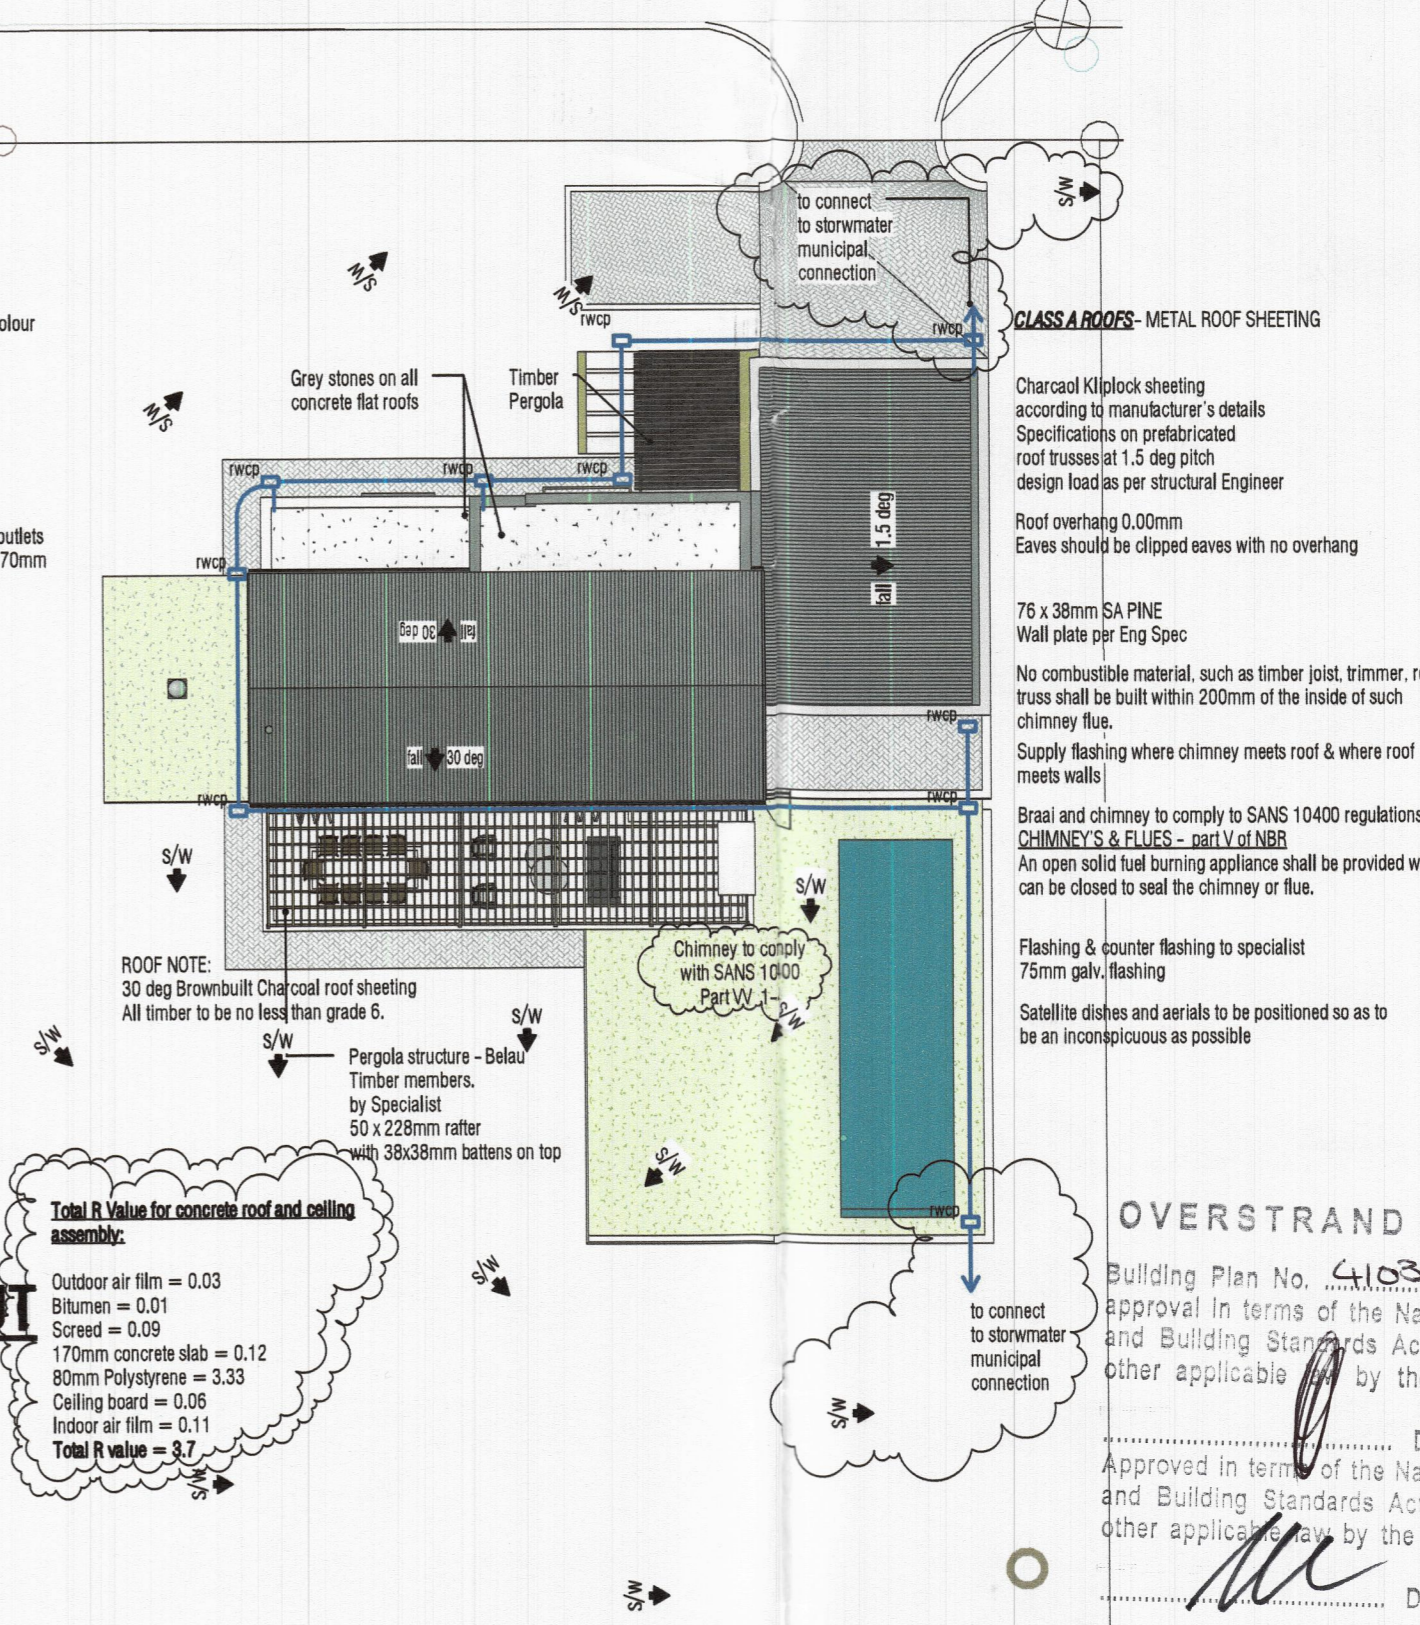 to connect
to storwmater
municipal
connection
S/W
S/W
S/W
rwcp
rwcp
olour
CLASS A ROOFS - METAL ROOF SHEETING
Grey stones on all
concrete flat roofs
Timber
Pergola
S/W
Charcaol Kliplock sheeting
according to manufacturer's details
Specifications on prefabricated
roof trusses at 1.5 deg pitch
design load as per structural Engineer
rwcp
rwcp
rwcp
fall 1.5 deg
Roof overhang 0.00mm
Eaves should be clipped eaves with no overhang
outlets
70mm
rwcp
76 x 38mm SA PINE
Wall plate per Eng Spec
fall 30 deg
No combustible material, such as timber joist, trimmer,
truss shall be built within 200mm of the inside of such
chimney flue.
rwcp
fall 30 deg
Supply flashing where chimney meets roof & where roof
meets walls
rwcp
rwcp
Braai and chimney to comply to SANS 10400 regulations
CHIMNEY'S & FLUES - part V of NBR
An open solid fuel burning appliance shall be provided
can be closed to seal the chimney or flue.
S/W
S/W
Chimney to comply
with SANS 10400
Part VV 1-
S/W
Flashing & counter flashing to specialist
75mm galv. flashing
Satellite dishes and aerials to be positioned so as to
be an inconspicuous as possible
ROOF NOTE:
30 deg Brownbuilt Charcoal roof sheeting
All timber to be no less than grade 6.
S/W
S/W
S/W
Pergola structure - Belau
Timber members.
by Specialist
50 x 228mm rafter
with 38x38mm battens on top
S/W
Total R Value for concrete roof and ceiling
assembly:
Outdoor air film = 0.03
Bitumen = 0.01
Screed = 0.09
170mm concrete slab = 0.12
80mm Polystyrene = 3.33
Ceiling board = 0.06
Indoor air film = 0.11
Total R value = 3.7
S/W
S/W
rwcp
to connect
to storwmater
municipal
connection
S/W
S/W
OVERSTRAND
Building Plan No. 4103
approval in terms of the Na
and Building Standards Ac
other applicable law by th
D
Approved in terms of the Na
and Building Standards Act
other applicable law by the
D